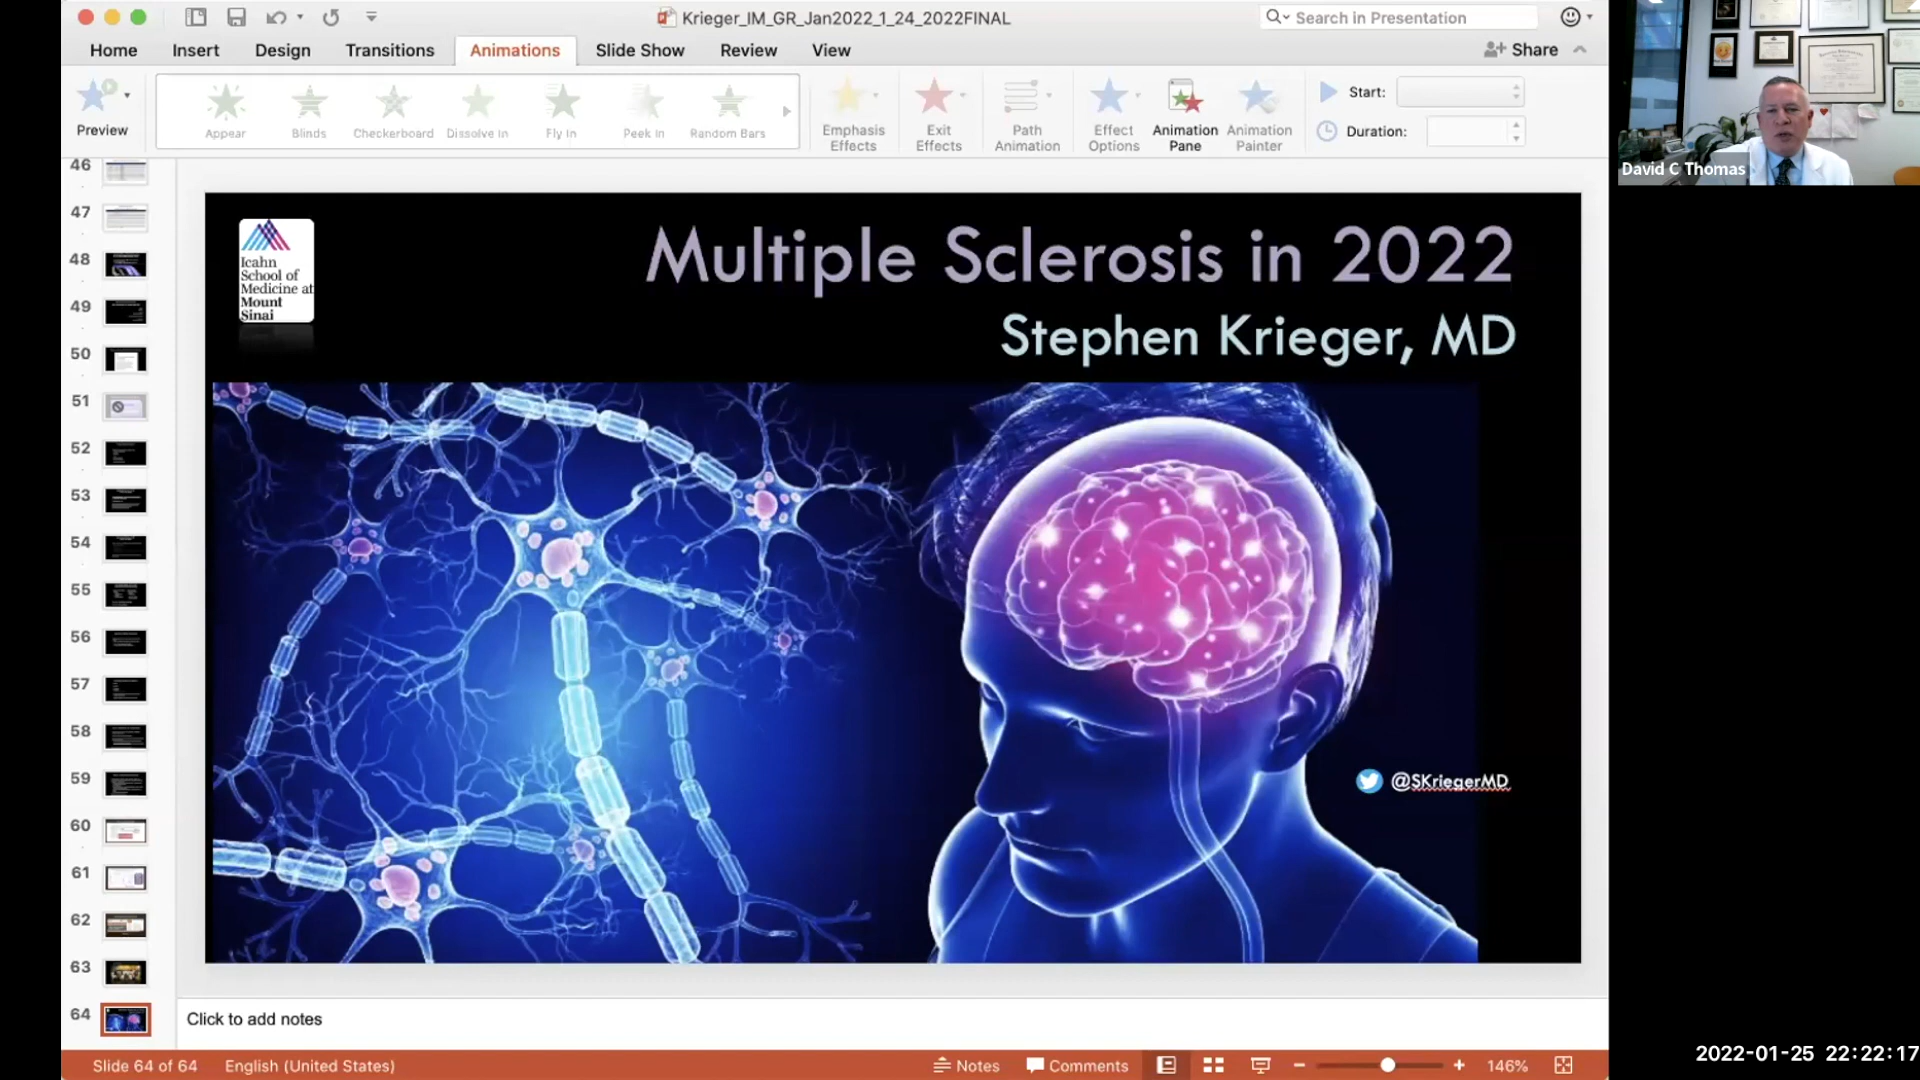 Krieger_IM_GR_Jan2022_1_24_2022FINAL
Search in Presentation
Home
Insert
Design
Transitions
Animations
Slide Show
Review
View
Share
Preview
Appear
Blinds
Checkerboard
Dissolve In
Fly In
Peek In
Random Bars
Emphasis
Effects
Exit
Effects
Path
Animation
Effect
Options
Animation
Pane
Animation
Painter
Start:
Duration:
David C Thomas
46
47
48
49
50
51
52
53
54
55
56
57
58
59
60
61
62
63
64
Icahn
School of
Medicine at
Mount
Sinai
Multiple Sclerosis in 2022
Stephen Krieger, MD
@SKriegerMD
Click to add notes
Slide 64 of 64
English (United States)
Notes
Comments
146%
2022-01-25 22:22:17